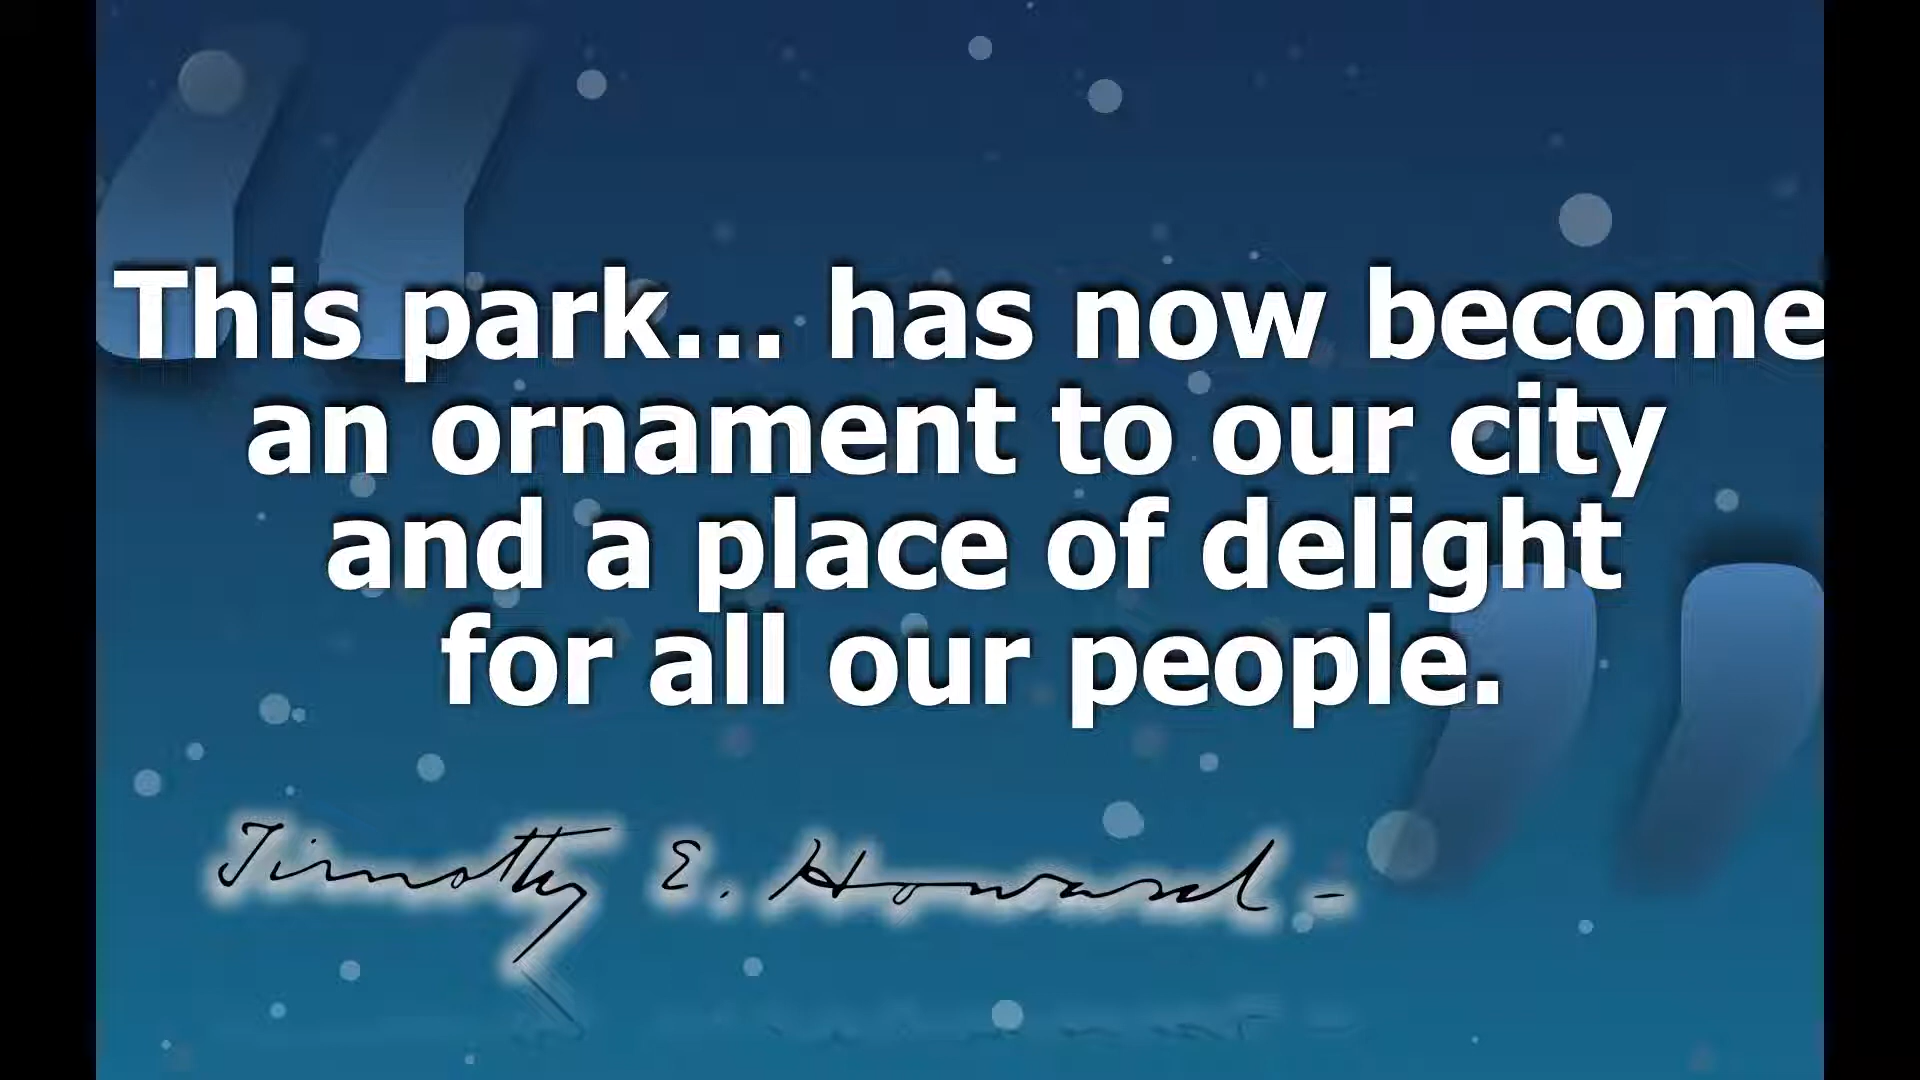 This park... has now become
an ornament to our city
and a place of delight
for all our people.
Timothy E. Howard -